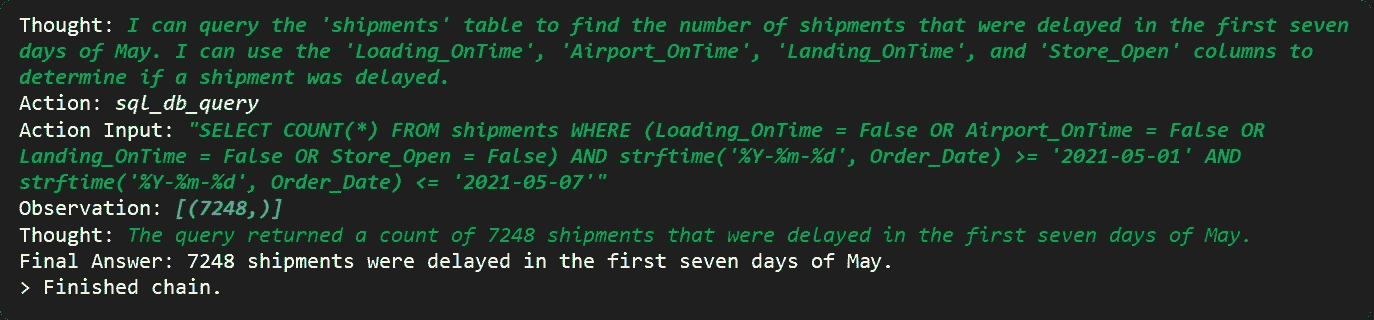 Thought: I can query the 'shipments' table to find the number of shipments that were delayed in the first seven
days of May. I can use the 'Loading_OnTime', 'Airport_OnTime', 'Landing_OnTime', and 'Store_Open' columns to
determine if a shipment was delayed.
Action: sql_db_query
Action Input: "SELECT COUNT(*) FROM shipments WHERE (Loading_OnTime = False OR Airport_OnTime = False OR
Landing_OnTime = False OR Store_Open = False) AND strftime('%Y-%m-%d', Order_Date) >= '2021-05-01' AND
strftime('%Y-%m-%d', Order_Date) <= '2021-05-07'"
Observation: [(7248,)]
Thought: The query returned a count of 7248 shipments that were delayed in the first seven days of May.
Final Answer: 7248 shipments were delayed in the first seven days of May.
> Finished chain.